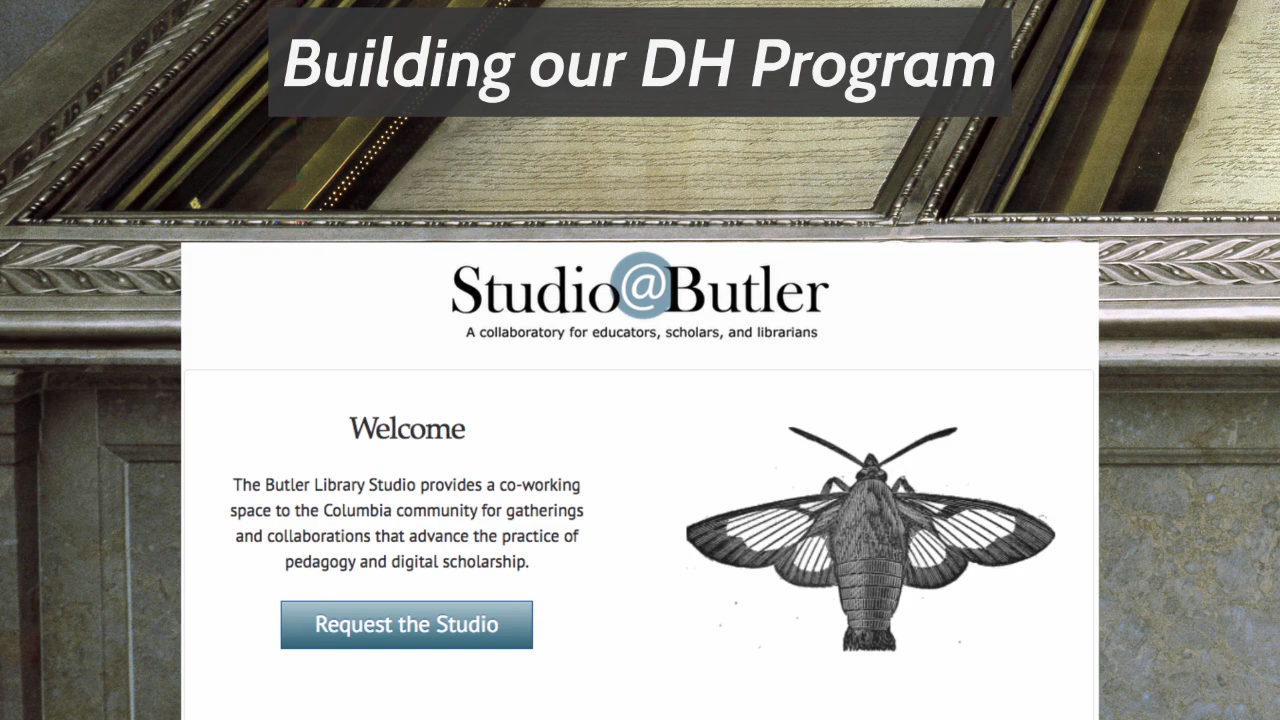 Building our DH Program
Studio@Butler
A collaboratory for educators, scholars, and librarians
Welcome
The Butler Library Studio provides a co-working
space to the Columbia community for gatherings
and collaborations that advance the practice of
pedagogy and digital scholarship.
Request the Studio